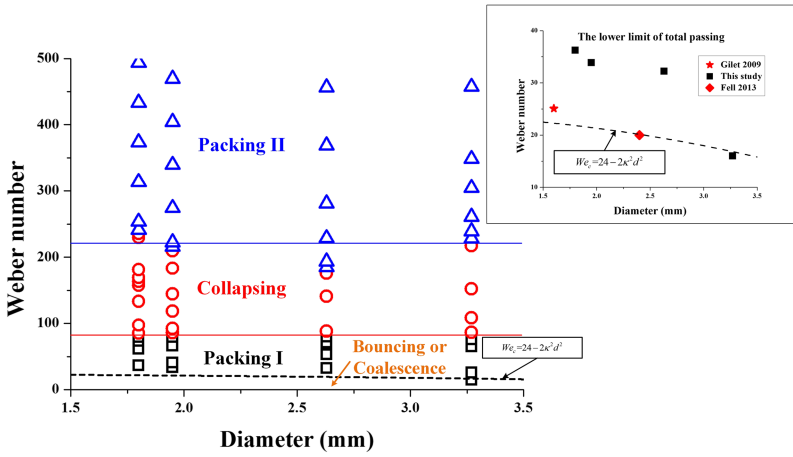 500
400
300
200
100
0
Weber number
1.5
2.0
2.5
3.0
3.5
Diameter (mm)
Packing II
Collapsing
Packing I
Bouncing or
Coalescence
We_c=24−2κ²d²
The lower limit of total passing
40
30
20
10
Weber number
1.5
2.0
2.5
3.0
3.5
Diameter (mm)
Gilet 2009
This study
Fell 2013
We_c=24−2κ²d²